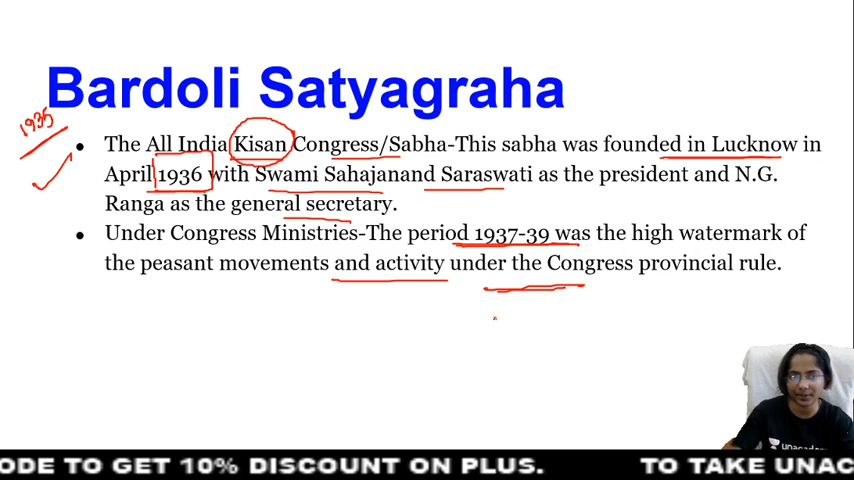 Bardoli Satyagraha
1935
● The All India Kisan Congress/Sabha-This sabha was founded in Lucknow in
April 1936 with Swami Sahajanand Saraswati as the president and N.G.
Ranga as the general secretary.
● Under Congress Ministries-The period 1937-39 was the high watermark of
the peasant movements and activity under the Congress provincial rule.
ODE TO GET 10% DISCOUNT ON PLUS. TO TAKE UNAC